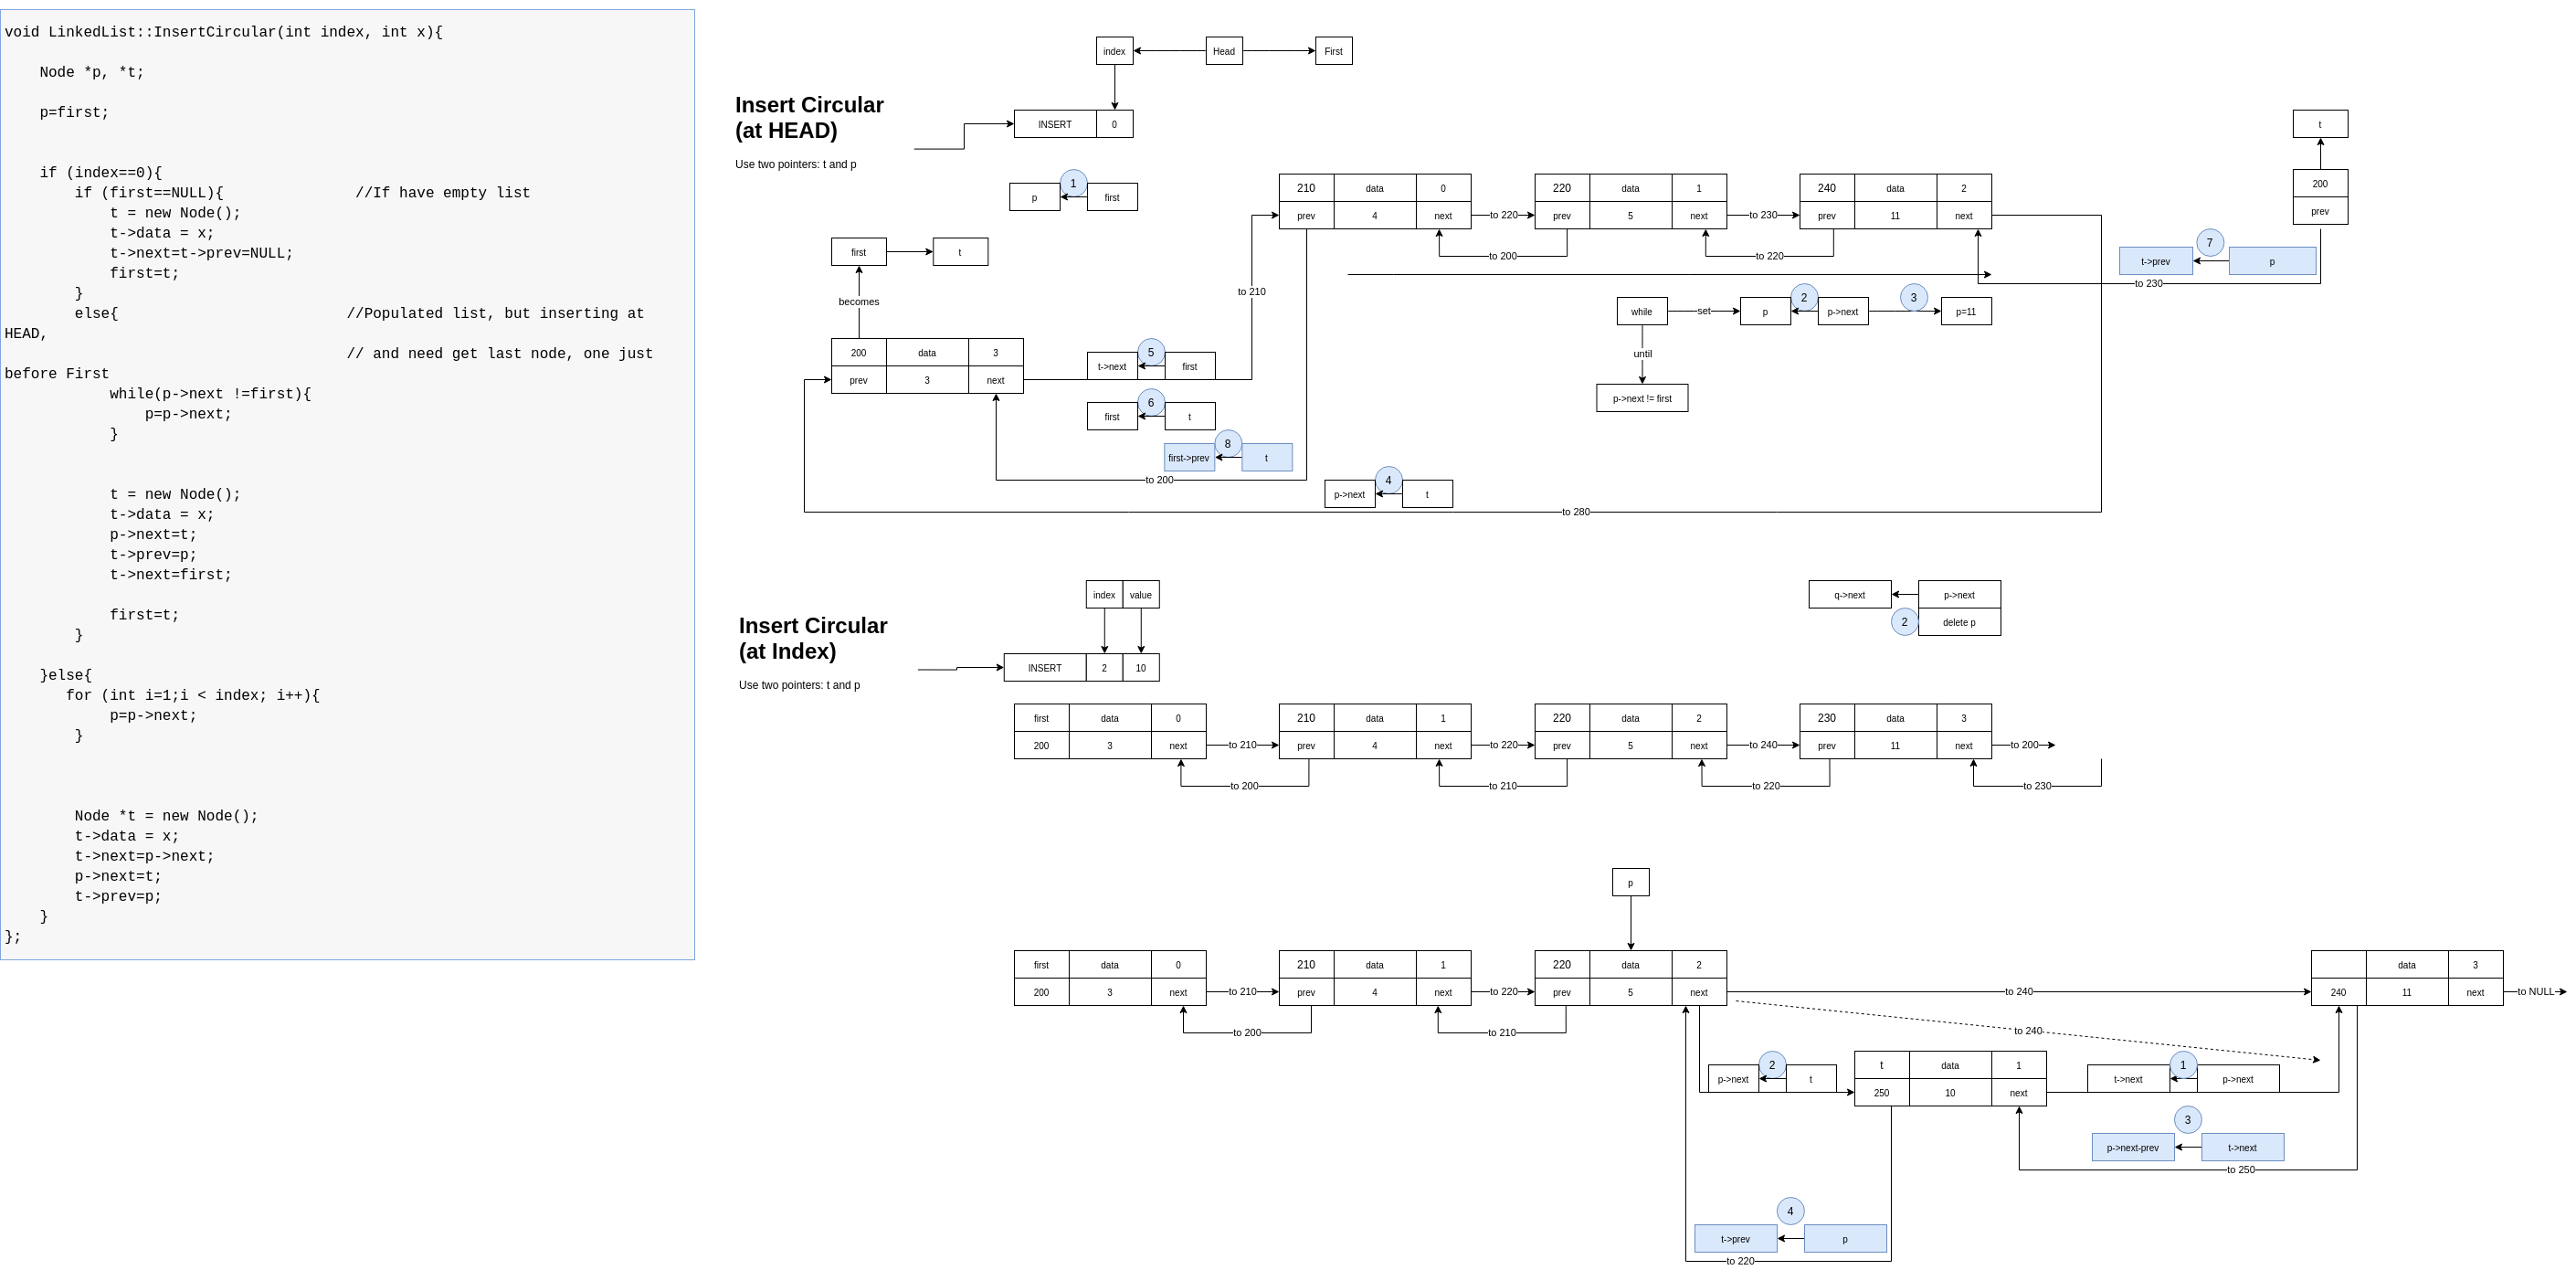 void LinkedList::InsertCircular(int index, int x){
Node *p, *t;
p=first;
if (index==0){
if (first==NULL){ //If have empty list
t = new Node();
t->data = x;
t->next=t->prev=NULL;
first=t;
}
else{ //Populated list, but inserting at
HEAD,
// and need get last node, one just
before First
while(p->next !=first){
p=p->next;
}
t = new Node();
t->data = x;
p->next=t;
t->prev=p;
t->next=first;
first=t;
}
}else{
for (int i=1;i < index; i++){
p=p->next;
}
Node *t = new Node();
t->data = x;
t->next=p->next;
p->next=t;
t->prev=p;
}
};
index Head First
Insert Circular
(at HEAD)
Use two pointers: t and p
INSERT 0
t
p 1 first
210 data 0
prev 4 next
to 220
220 data 1
prev 5 next
to 230
240 data 2
prev 11 next
200
prev
to 200
to 220
7
t->prev p
to 230
first t
becomes
to 210
while set p 2 p->next 3 p=11
until
p->next != first
200 data 3
prev 3 next
t->next 5 first
first 6 t
first->prev 8 t
to 200
p->next 4 t
to 280
Insert Circular
(at Index)
Use two pointers: t and p
index value
INSERT 2 10
q->next p->next
2 delete p
first data 0
200 3 next
to 210
210 data 1
prev 4 next
to 220
220 data 2
prev 5 next
to 240
230 data 3
prev 11 next
to 200
to 200
to 210
to 220
to 230
p
first data 0
200 3 next
to 210
210 data 1
prev 4 next
to 220
220 data 2
prev 5 next
to 240
data 3
240 11 next
to NULL
to 200
to 210
to 240
p->next 2 t
t data 1
250 10 next
t->next 1 p->next
3
p->next-prev t->next
to 250
4
t->prev p
to 220